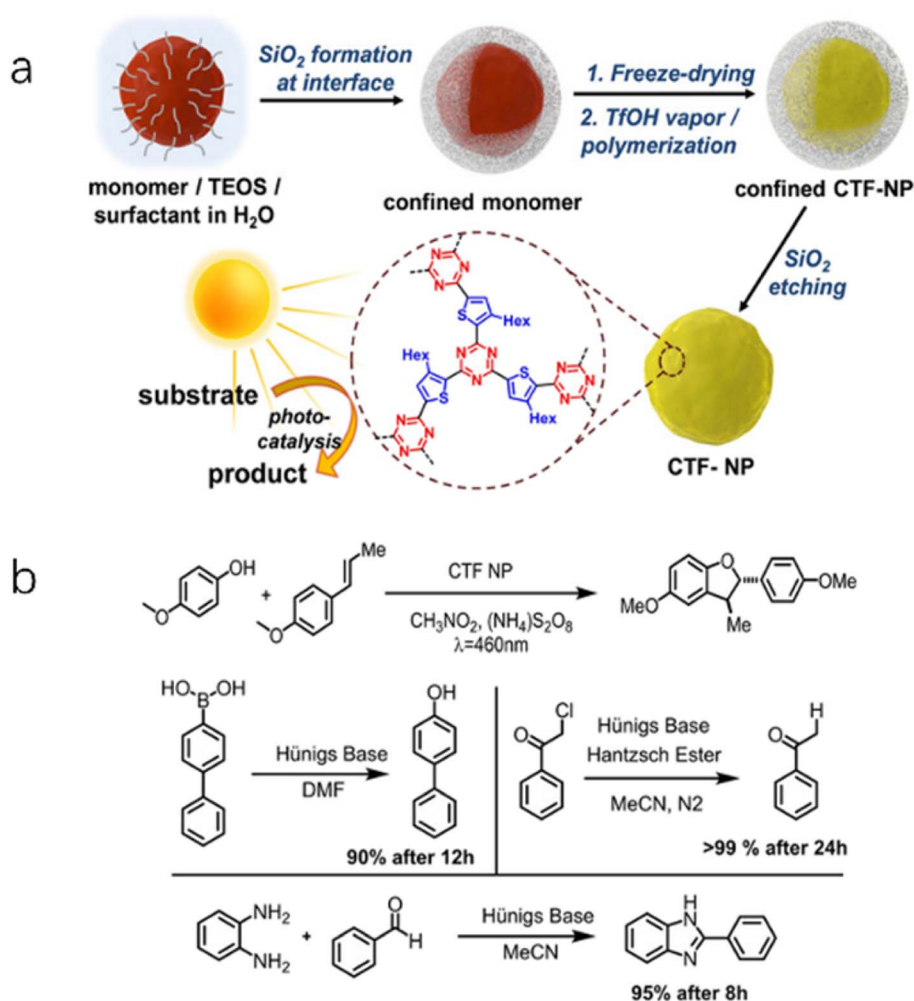 a
SiO2 formation
at interface
1. Freeze-drying
2. TfOH vapor /
polymerization
monomer / TEOS /
surfactant in H2O
confined monomer
confined CTF-NP
SiO2
etching
N N
N
S
Hex
Hex
N N
N
S
S
Hex
N N
N
N N
N
substrate
photo-
catalysis
product
CTF- NP
b
OH
O
+
Me
O
CTF NP
CH3NO2, (NH4)S2O8
λ=460nm
MeO
O
OMe
Me
HO OH
B
Hünigs Base
DMF
OH
90% after 12h
Cl
O
Hünigs Base
Hantzsch Ester
MeCN, N2
H
O
>99 % after 24h
NH2
NH2
+
O
H
Hünigs Base
MeCN
H
N
N
95% after 8h